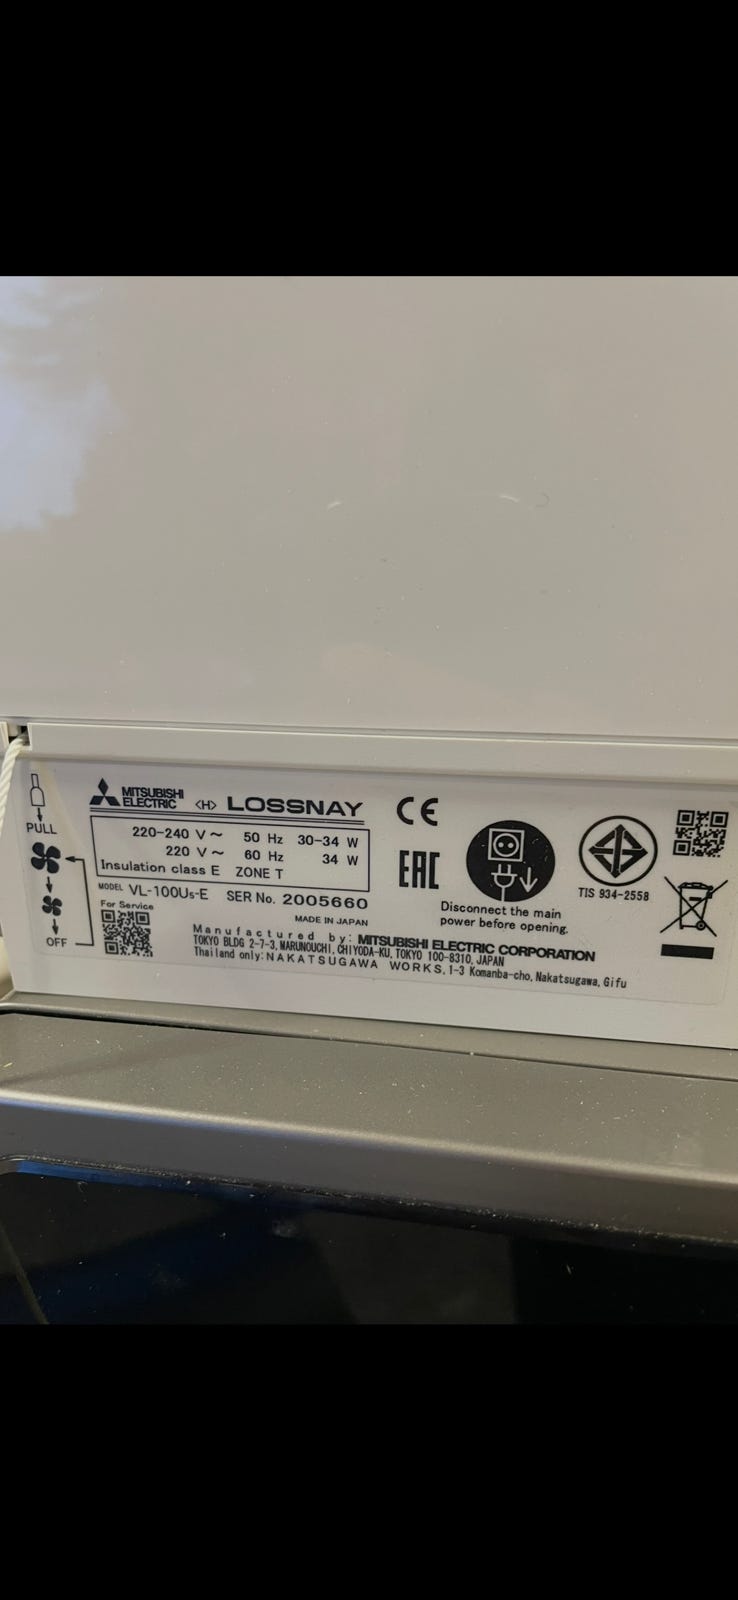 PULL
OFF
MITSUBISHI
ELECTRIC <H> LOSSNAY
220-240 V ~ 50 Hz 30-34 W
220 V ~ 60 Hz 34 W
Insulation class E ZONE T
MODEL VL-100U5-E SER No. 2005660
For Service
MADE IN JAPAN
CE
EAC
Disconnect the main
power before opening.
TIS 934-2558
Manufactured by: MITSUBISHI ELECTRIC CORPORATION
TOKYO BLDG 2-7-3, MARUNOUCHI, CHIYODA-KU, TOKYO 100-8310, JAPAN
Thailand only: NAKATSUGAWA WORKS, 1-3 Komanba-cho, Nakatsugawa, Gifu